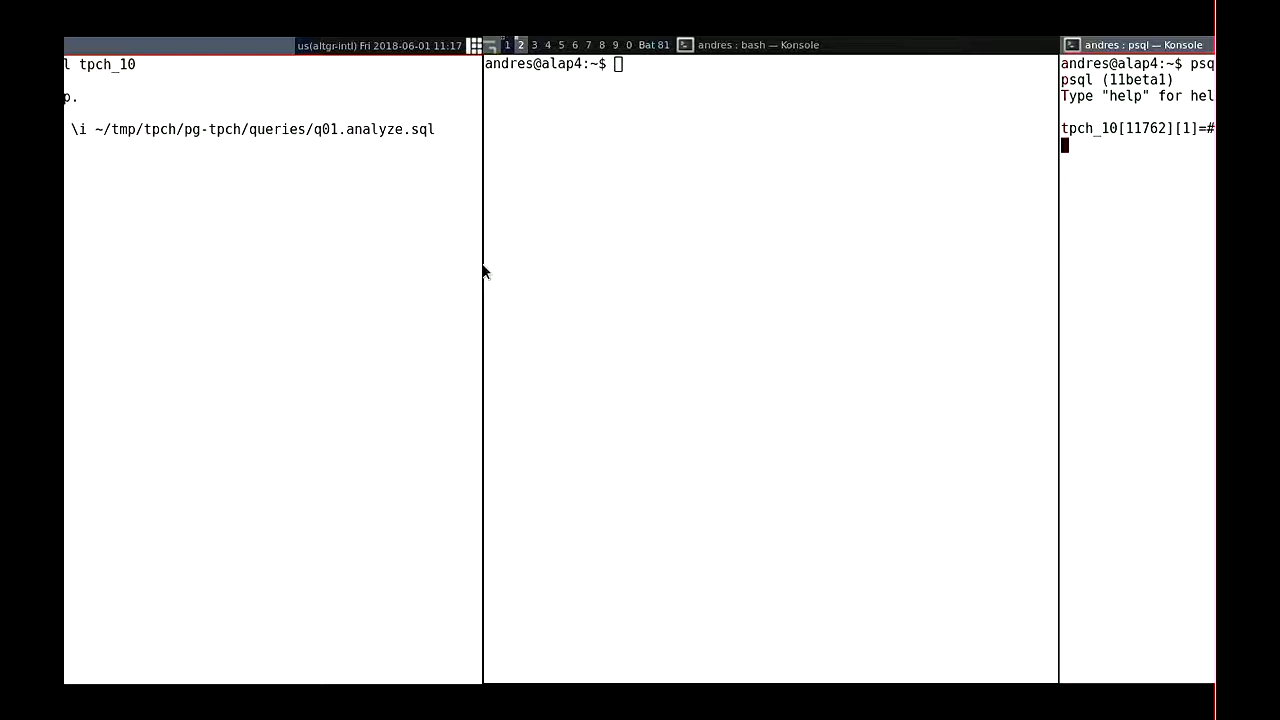 us(altgr-intl) Fri 2018-06-01 11:17
1 2 3 4 5 6 7 8 9 0 Bat 81
andres : bash — Konsole
andres : psql — Konsole
l tpch_10
p.
\i ~/tmp/tpch/pg-tpch/queries/q01.analyze.sql
andres@alap4:~$
andres@alap4:~$ psq
psql (11beta1)
Type "help" for hel
tpch_10[11762][1]=#